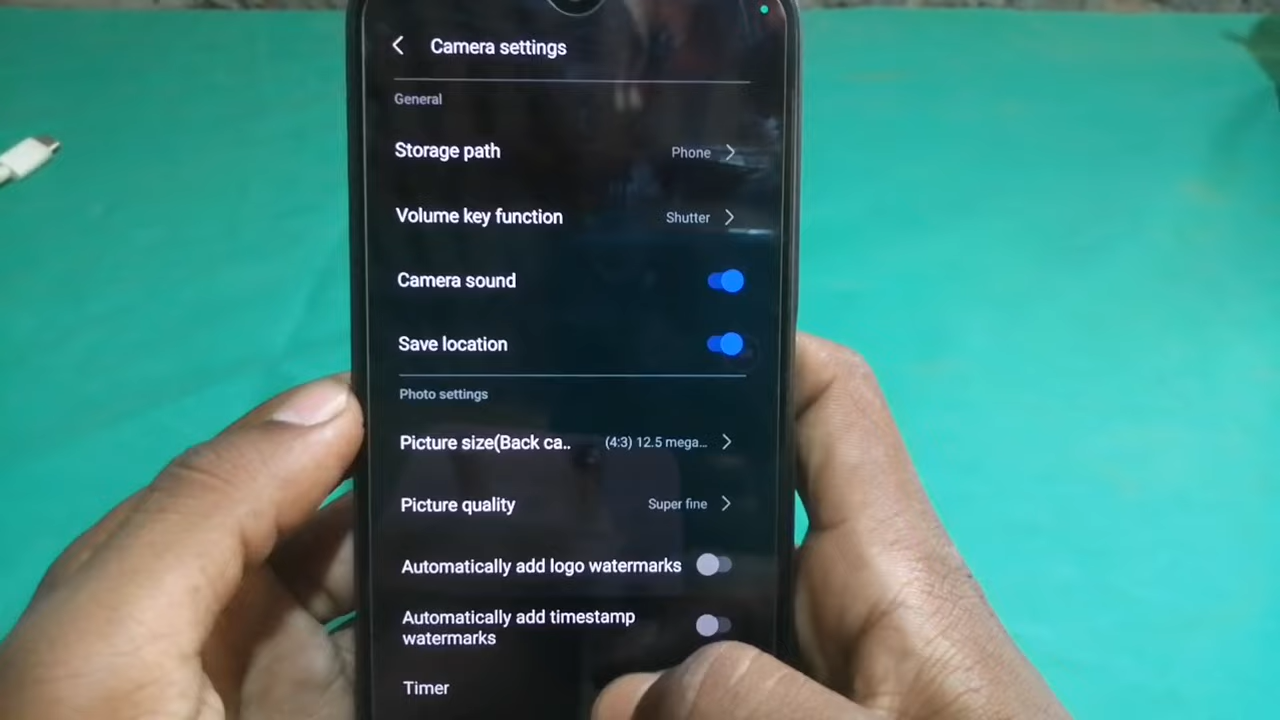 Camera settings
General
Storage path Phone
Volume key function Shutter
Camera sound
Save location
Photo settings
Picture size(Back ca.. (4:3) 12.5 mega...
Picture quality Super fine
Automatically add logo watermarks
Automatically add timestamp
watermarks
Timer